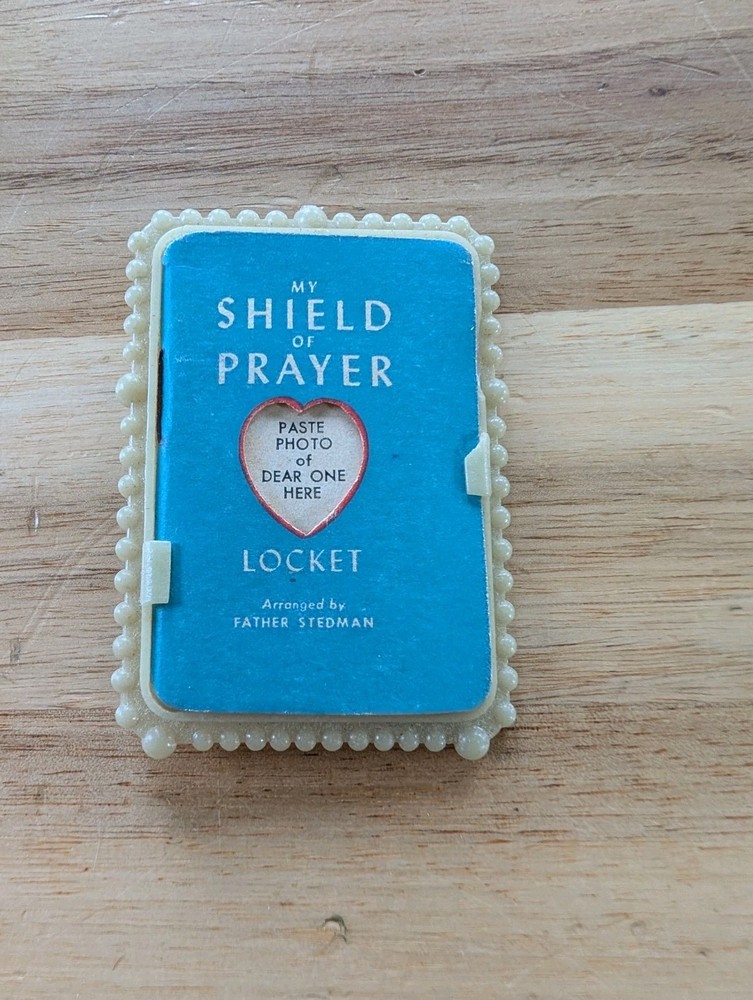 MY
SHIELD
OF
PRAYER
PASTE
PHOTO
of
DEAR ONE
HERE
LOCKET
Arranged by
FATHER STEDMAN